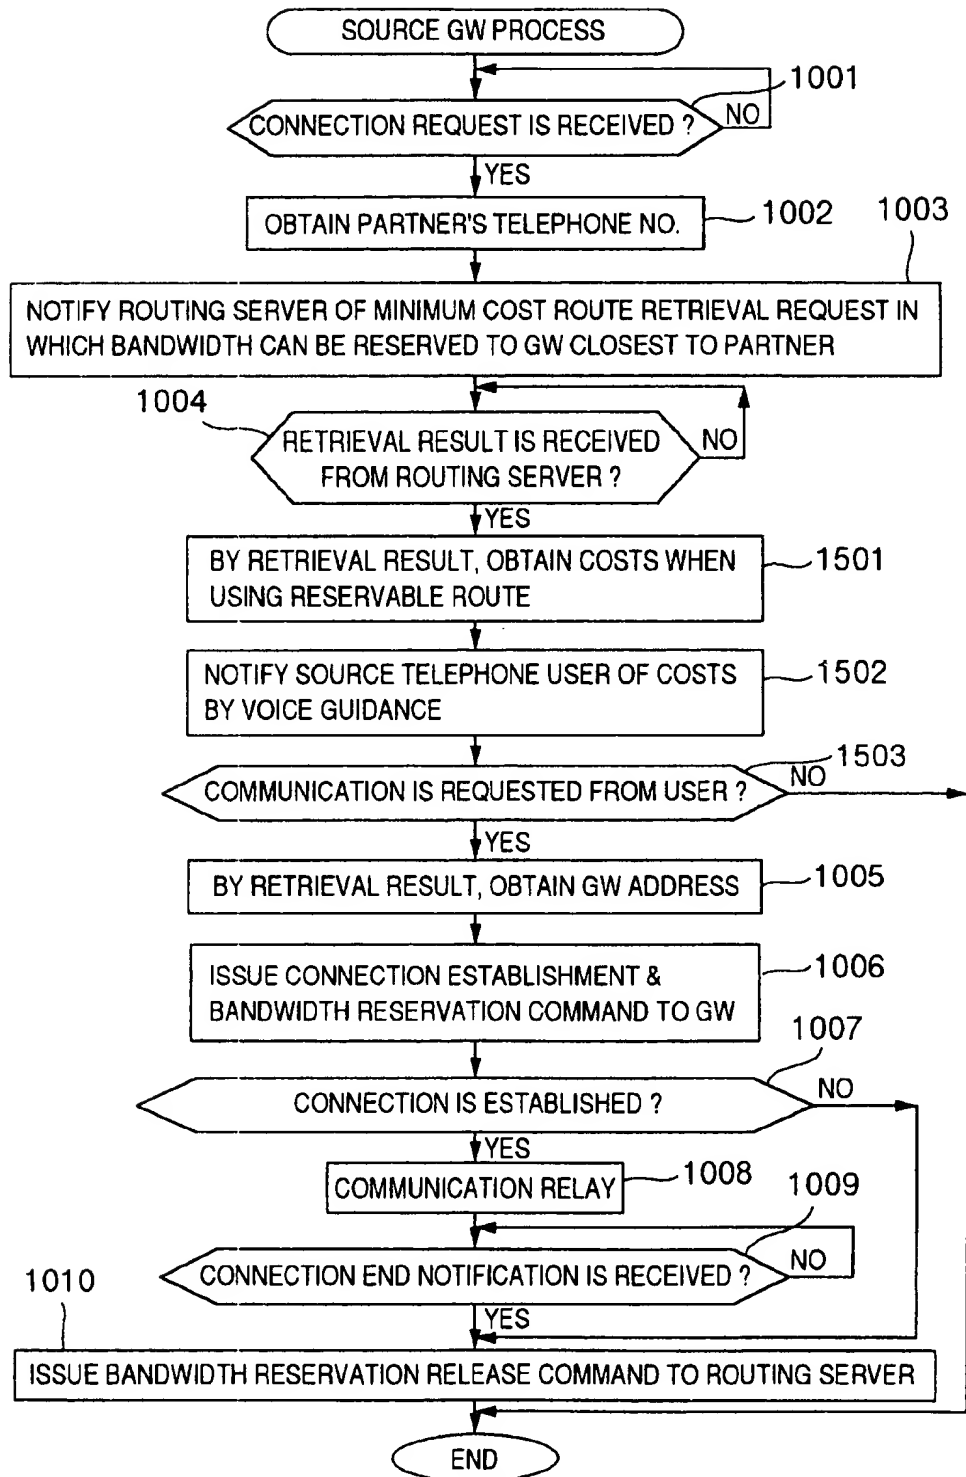 SOURCE GW PROCESS
1001
CONNECTION REQUEST IS RECEIVED ?
NO
YES
OBTAIN PARTNER'S TELEPHONE NO.
1002
1003
NOTIFY ROUTING SERVER OF MINIMUM COST ROUTE RETRIEVAL REQUEST IN
WHICH BANDWIDTH CAN BE RESERVED TO GW CLOSEST TO PARTNER
1004
RETRIEVAL RESULT IS RECEIVED
FROM ROUTING SERVER ?
NO
YES
BY RETRIEVAL RESULT, OBTAIN COSTS WHEN
USING RESERVABLE ROUTE
1501
NOTIFY SOURCE TELEPHONE USER OF COSTS
BY VOICE GUIDANCE
1502
1503
COMMUNICATION IS REQUESTED FROM USER ?
NO
YES
BY RETRIEVAL RESULT, OBTAIN GW ADDRESS
1005
ISSUE CONNECTION ESTABLISHMENT &
BANDWIDTH RESERVATION COMMAND TO GW
1006
1007
CONNECTION IS ESTABLISHED ?
NO
YES
COMMUNICATION RELAY
1008
1009
CONNECTION END NOTIFICATION IS RECEIVED ?
NO
YES
1010
ISSUE BANDWIDTH RESERVATION RELEASE COMMAND TO ROUTING SERVER
END